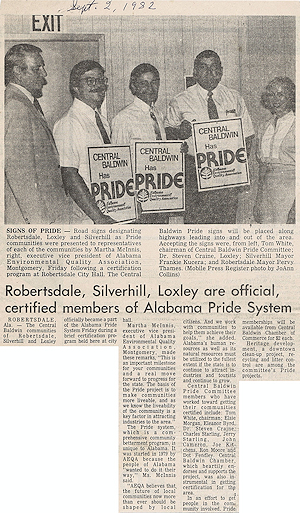 Sept. 2, 1982
EXIT
CENTRAL
BALDWIN
Has
PRIDE
CENTRAL
BALDWIN
Has
PRIDE
CENTRAL
BALDWIN
Has
PRIDE
SIGNS OF PRIDE — Road signs designating
Robertsdale, Loxley and Silverhill as Pride
communities were presented to representatives
of each of the communities by Martha McInnis,
right, executive vice president of Alabama
Environmental Quality Association,
Montgomery, Friday following a certification
program at Robertsdale City Hall. The
Baldwin Pride signs will be placed along
highways leading into and out of the area.
Accepting the signs were, from left, Tom White,
chairman of Central Baldwin Pride Committee;
Dr. Steven Craine, Loxley; Silverhill Mayor
Frankie Kucera; and Robertsdale Mayor Pervy
Thames. (Mobile Press Register photo by JoAnn
Collins)
Robertsdale, Silverhill, Loxley are official,
certified members of Alabama Pride System
ROBERTSDALE,
Ala. — The Central
Baldwin communities
of Robertsdale,
Silverhill and Loxley
officially became a part
of the Alabama Pride
System Friday during a
program held here at city
hall.
Martha McInnis,
executive vice president
of Alabama
Environmental Quality
Association,
Montgomery, made
these remarks, "This is
an important milestone
for your communities
and a real move
forward to progress for
the state. The basis of
the Pride project is to
make communities
more liveable, and as
we know the liveability
of the community is a
key factor in attracting
industries to the area."
The Pride system,
which is a comprehensive
community
betterment program, is
unique to Alabama. It
was started in 1970 by
AEQA because the
people of Alabama
"wanted to do it their
way," Ms. McInnis
said.
"AEQA believes that
the future of local
communities now more
than ever should be
shaped by local
citizens. And we work
with communities to
help them achieve their
goals," she added.
Alabama's human resources
as well as its
natural resources must
be utilized to the fullest
extent if the state is to
continue to attract industries
and tourists
and continue to grow.
Central Baldwin
Pride Committee
members who have
worked toward getting
their communities
certified include: Tom
White, chairman; Elsie
Morgan, Eleanor Byrd,
Dr. Steven Craine,
Charles Starling, Jerry
Starling, John
Cameron, Joe Kitchens,
Ron Moore and
Dot Fendley. Central
Baldwin Chamber,
which heartily endorses
and supports the
project, was also instrumental
in getting
certification for the
area.
In an effort to get
people in the community
involved, Pride
memberships will be
available from Central
Baldwin Chamber of
Commerce for $2 each.
Heritage development,
a downtown
clean-up project, recycling
and litter control
are among the
committee's Pride
projects.